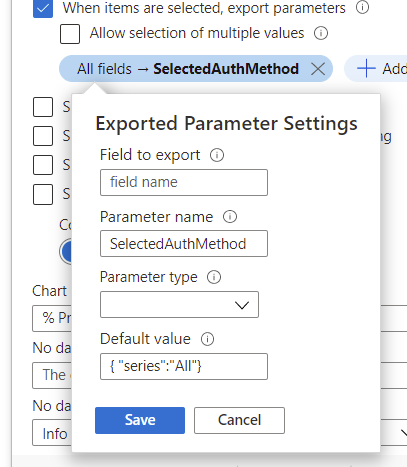 When items are selected, export parameters
Allow selection of multiple values
All fields → SelectedAuthMethod
Add
Exported Parameter Settings
Field to export
field name
Parameter name
SelectedAuthMethod
Parameter type
Default value
{ "series":"All"}
Save
Cancel
Chart
% Pr
No da
The
No da
Info